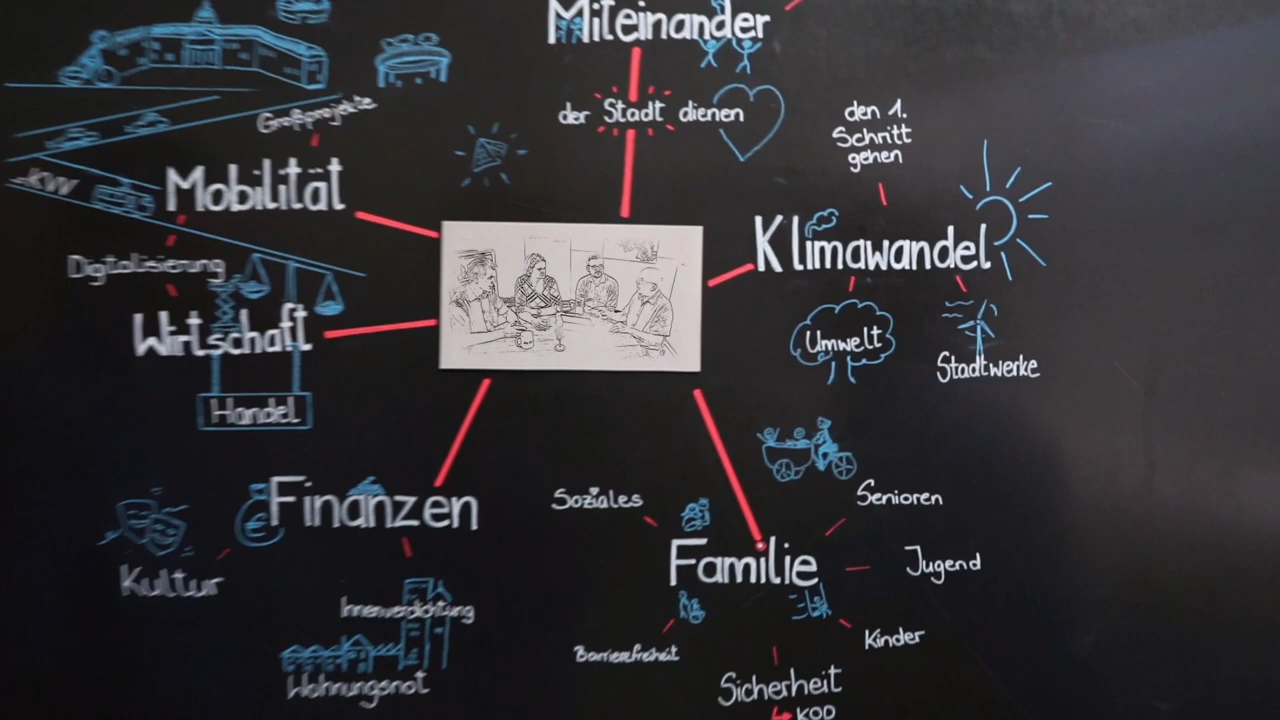 Miteinander
der Stadt dienen
den 1.
Schritt
gehen
Großprojekte
Mobilität
Klimawandel
Digitalisierung
Wirtschaft
Umwelt
Stadtwerke
Handel
Finanzen
Soziales
Senioren
Familie
Jugend
Kultur
Innenverdichtung
Kinder
Barrierefreiheit
Wohnungsnot
Sicherheit
KOD